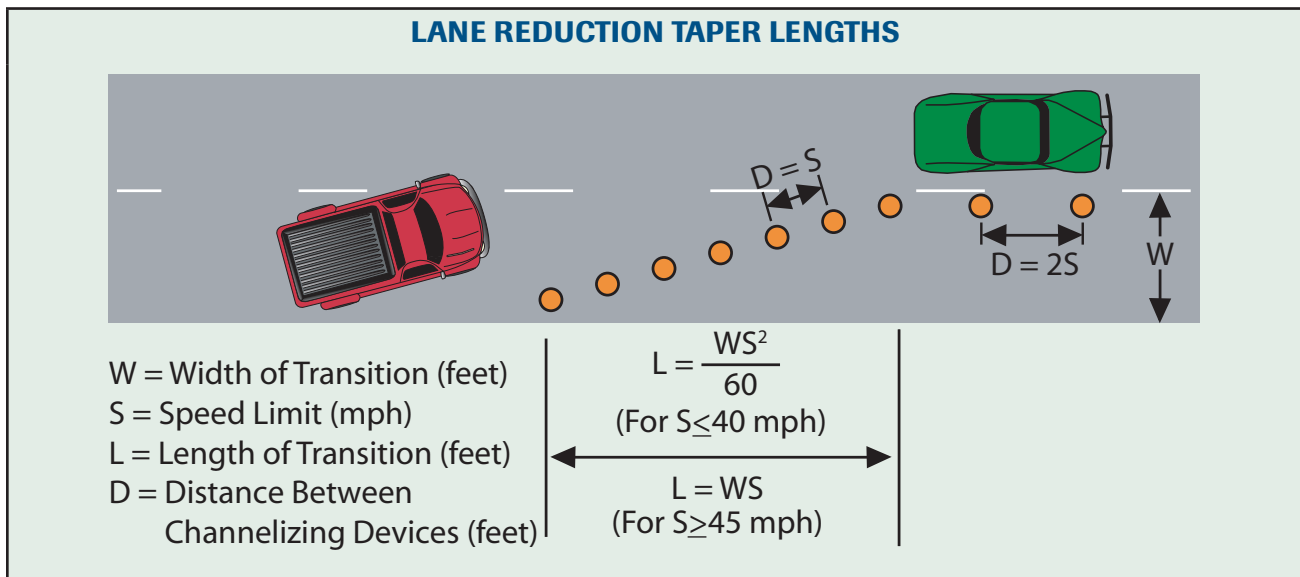 LANE REDUCTION TAPER LENGTHS
D = S
D = 2S
W
W = Width of Transition (feet)
S = Speed Limit (mph)
L = Length of Transition (feet)
D = Distance Between
Channelizing Devices (feet)
L = WS²
60
(For S≤40 mph)
L = WS
(For S≥45 mph)